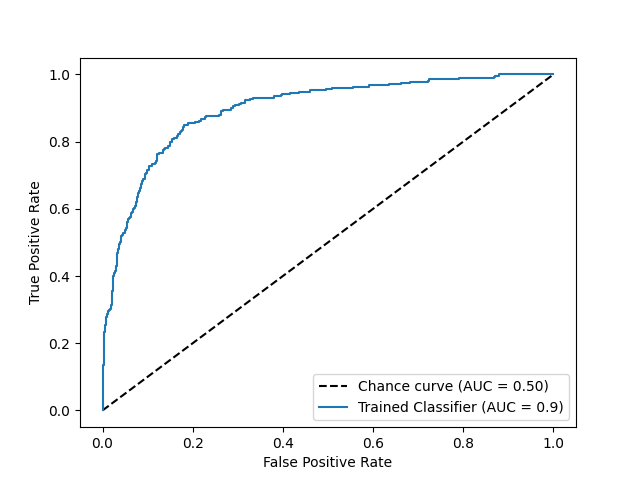 1.0
0.8
0.6
0.4
0.2
0.0
True Positive Rate
Chance curve (AUC = 0.50)
Trained Classifier (AUC = 0.9)
0.0 0.2 0.4 0.6 0.8 1.0
False Positive Rate